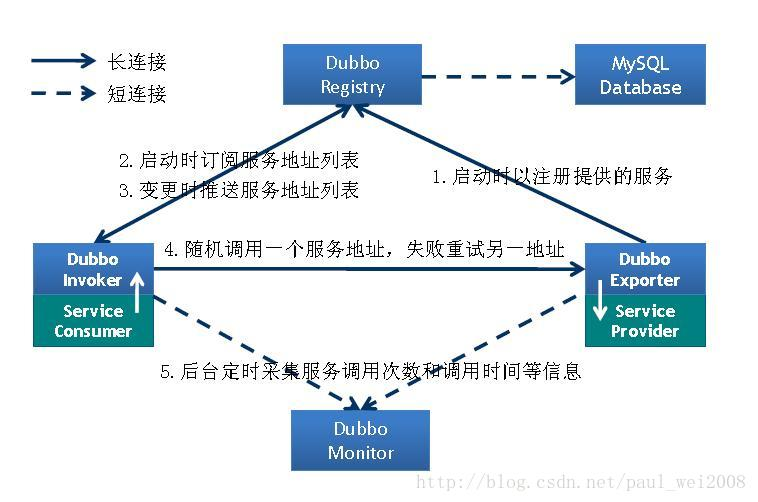 长连接
短连接
Dubbo
Registry
MySQL
Database
2.启动时订阅服务地址列表
3.变更时推送服务地址列表
1.启动时以注册提供的服务
4.随机调用一个服务地址，失败重试另一地址
Dubbo
Invoker
Service
Consumer
Dubbo
Exporter
Service
Provider
5.后台定时采集服务调用次数和调用时间等信息
Dubbo
Monitor
http://blog.csdn.net/paul_wei2008